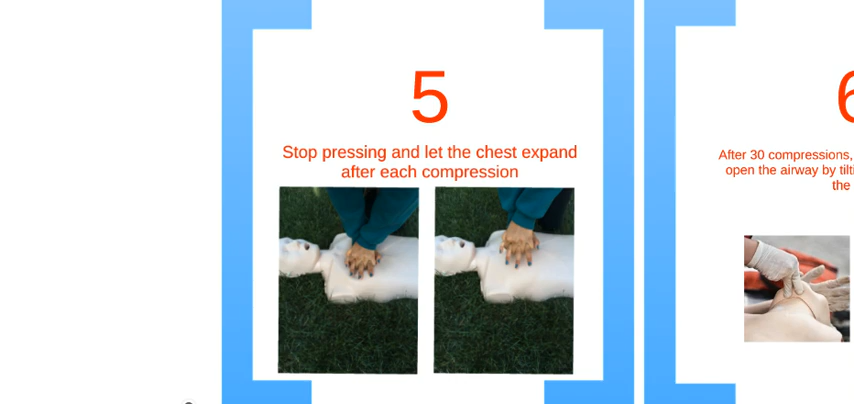 5
Stop pressing and let the chest expand
after each compression
6
After 30 compressions,
open the airway by
the